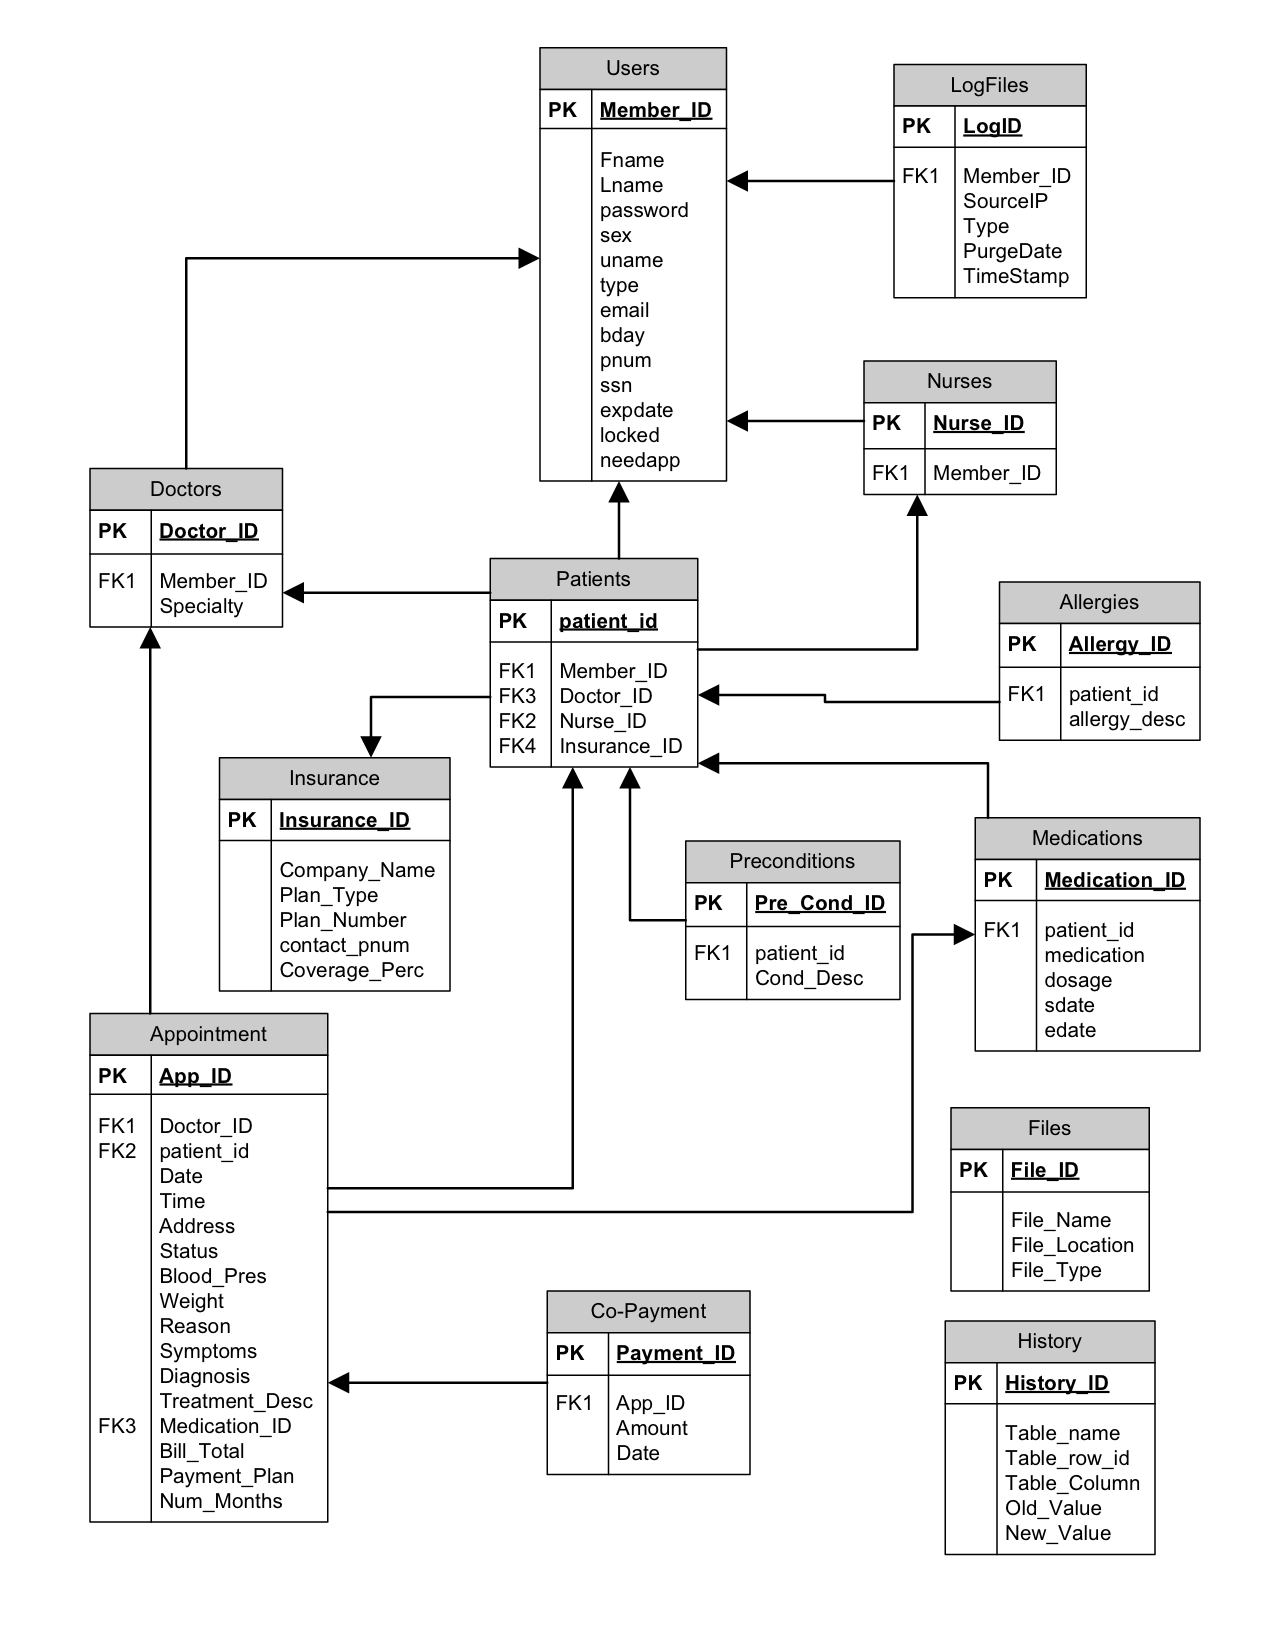 Users
PK Member_ID
Fname
Lname
password
sex
uname
type
email
bday
pnum
ssn
expdate
locked
needapp
LogFiles
PK LogID
FK1 Member_ID
SourceIP
Type
PurgeDate
TimeStamp
Nurses
PK Nurse_ID
FK1 Member_ID
Doctors
PK Doctor_ID
FK1 Member_ID
Specialty
Patients
PK patient_id
FK1 Member_ID
FK3 Doctor_ID
FK2 Nurse_ID
FK4 Insurance_ID
Allergies
PK Allergy_ID
FK1 patient_id
allergy_desc
Insurance
PK Insurance_ID
Company_Name
Plan_Type
Plan_Number
contact_pnum
Coverage_Perc
Preconditions
PK Pre_Cond_ID
FK1 patient_id
Cond_Desc
Medications
PK Medication_ID
FK1 patient_id
medication
dosage
sdate
edate
Appointment
PK App_ID
FK1 Doctor_ID
FK2 patient_id
Date
Time
Address
Status
Blood_Pres
Weight
Reason
Symptoms
Diagnosis
Treatment_Desc
FK3 Medication_ID
Bill_Total
Payment_Plan
Num_Months
Files
PK File_ID
File_Name
File_Location
File_Type
Co-Payment
PK Payment_ID
FK1 App_ID
Amount
Date
History
PK History_ID
Table_name
Table_row_id
Table_Column
Old_Value
New_Value